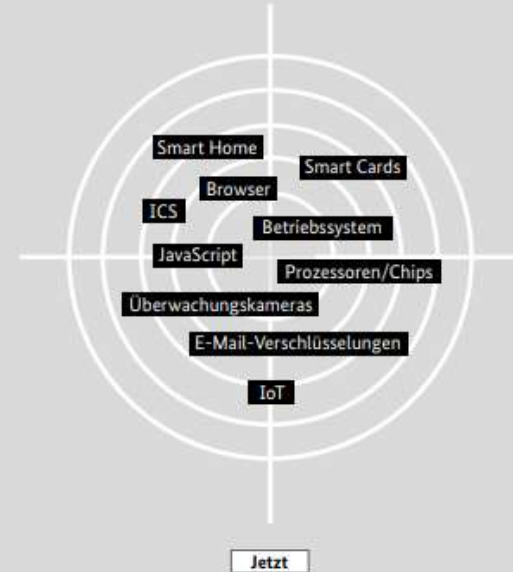 Smart Home
Smart Cards
Browser
ICS
Betriebssystem
JavaScript
Prozessoren/Chips
Überwachungskameras
E-Mail-Verschlüsselungen
IoT
Jetzt